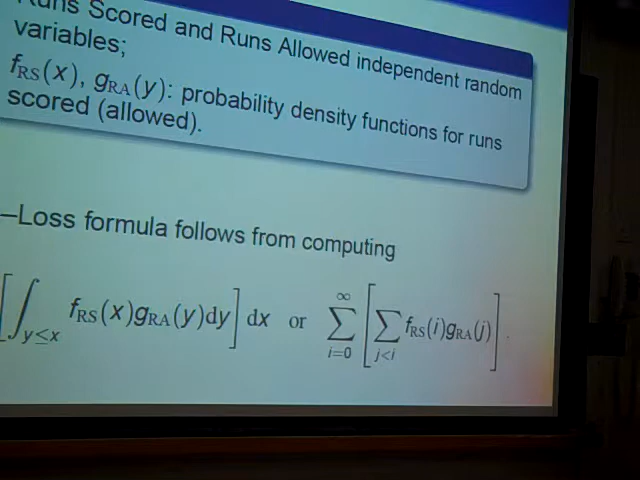 Runs Scored and Runs Allowed independent random
variables;
fRS(x), gRA(y): probability density functions for runs
scored (allowed).
–Loss formula follows from computing
[∫y≤x fRS(x)gRA(y)dy] dx or ∑i=0∞ [∑j<i fRS(i)gRA(j)] .